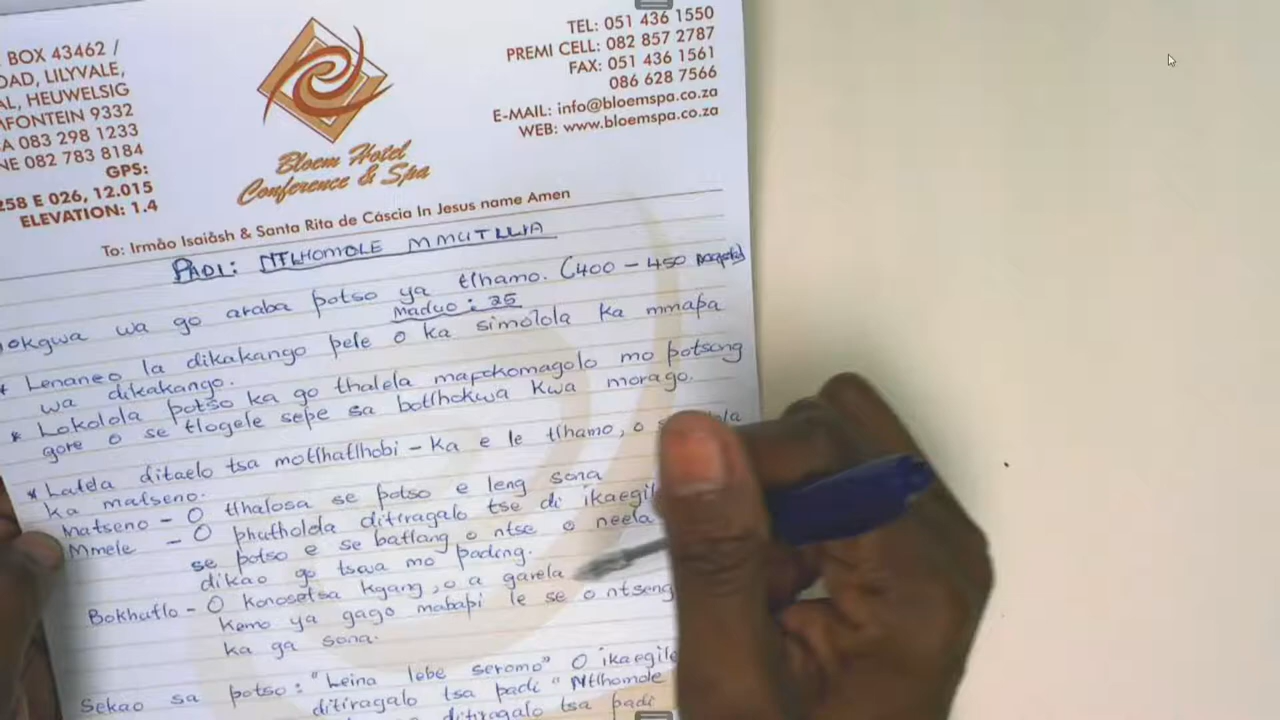 BOX 43462 /
OAD, LILYVALE,
AL, HEUWELSIG
MFONTEIN 9332
A 083 298 1233
NE 082 783 8184
GPS:
258 E 026, 12.015
ELEVATION: 1.4
Bloem Hotel
Conference & Spa
TEL: 051 436 1550
PREMI CELL: 082 857 2787
FAX: 051 436 1561
086 628 7566
E-MAIL: info@bloemspa.co.za
WEB: www.bloemspa.co.za
To: Irmão Isaiäsh & Santa Rita de Cáscia In Jesus name Amen
PADI: NTLHOMOLE MMUTLWA
okgwa wa go araba potso ya tlhamo. (400 - 450
Maduo: 25
* Lenaneo la dikakanyo pele o ka simolola ka mmapa
wa dikakanyo.
* Lokolola potso ka go thalela mafokomagolo mo potsong
gore o se tlogele sepe sa botlhokwa kwa morago.
* Latela ditaelo tsa motlhatlhobi - ka e le tlhamo, o
ka matseno.
Matseno - O tlhalosa se potso e leng sona
Mmele - O phuthola ditiragalo tse di ikaegil
se potso e se batlang o ntse o neela
dikao go tswa mo pading.
Bokhutlo - O konosetsa kgang, o a garela
Kemo ya gago mabapi le se o ntseng
ka ga sona.
Sekao sa potso: "Leina lebe seromo" O ikaegile
ditiragalo tsa padi "Ntlhomole
ditiragalo tsa padi